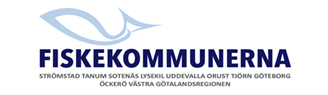 FISKEKOMMUNERNA
STRÖMSTAD TANUM SOTENÄS LYSEKIL UDDEVALLA ORUST TJÖRN GÖTEBORG
ÖCKERÖ VÄSTRA GÖTALANDSREGIONEN